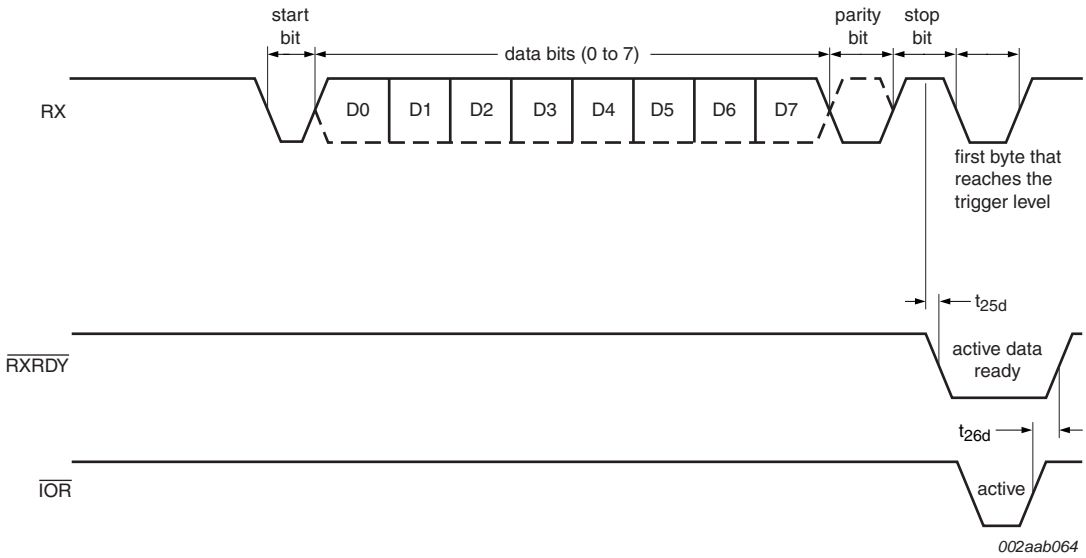 start bit
data bits (0 to 7)
parity bit
stop bit
RX
D0 D1 D2 D3 D4 D5 D6 D7
first byte that
reaches the
trigger level
t25d
RXRDY
active data
ready
t26d
IOR
active
002aab064